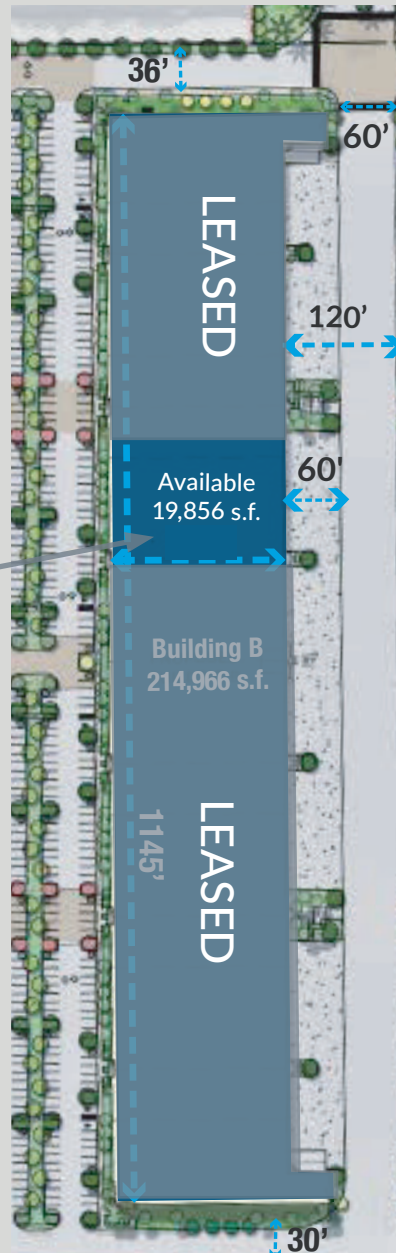 36’
60’
LEASED
120’
Available
19,856 s.f.
60’
Building B
214,966 s.f.
1145’
LEASED
30’